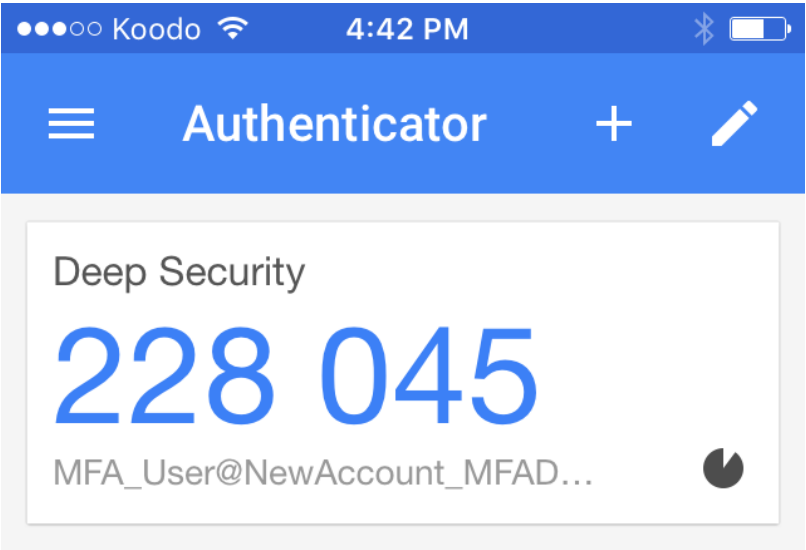 Koodo 4:42 PM
Authenticator
Deep Security
228 045
MFA_User@NewAccount_MFAD...